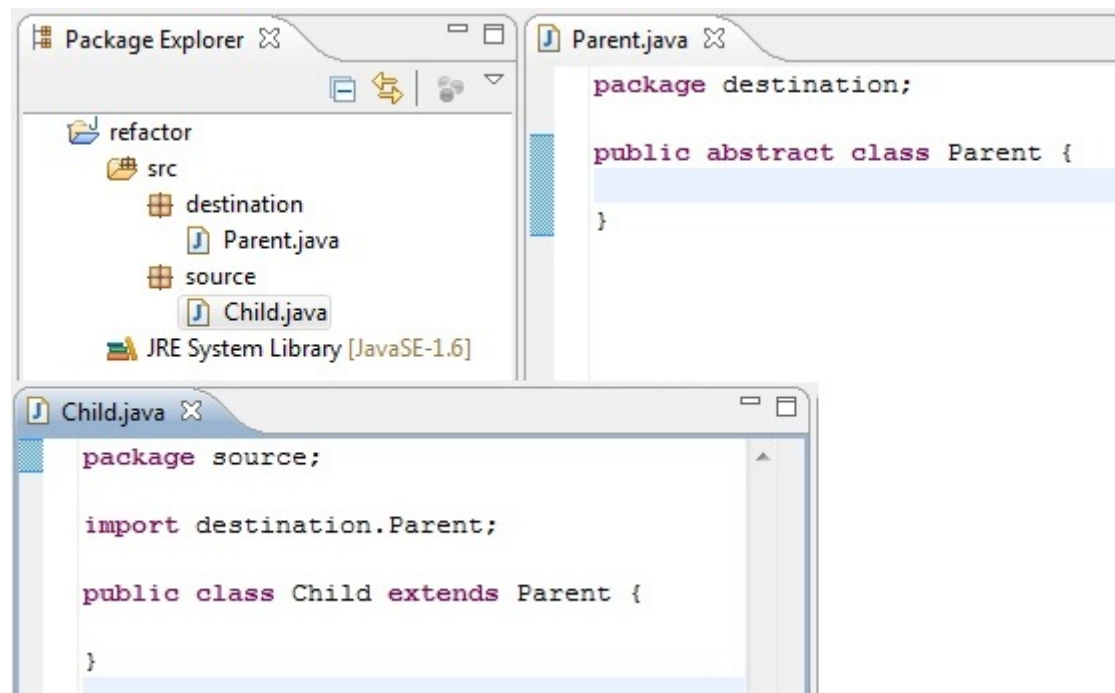 Package Explorer
refactor
src
destination
Parent.java
source
Child.java
JRE System Library [JavaSE-1.6]
Parent.java
package destination;
public abstract class Parent {
}
Child.java
package source;
import destination.Parent;
public class Child extends Parent {
}